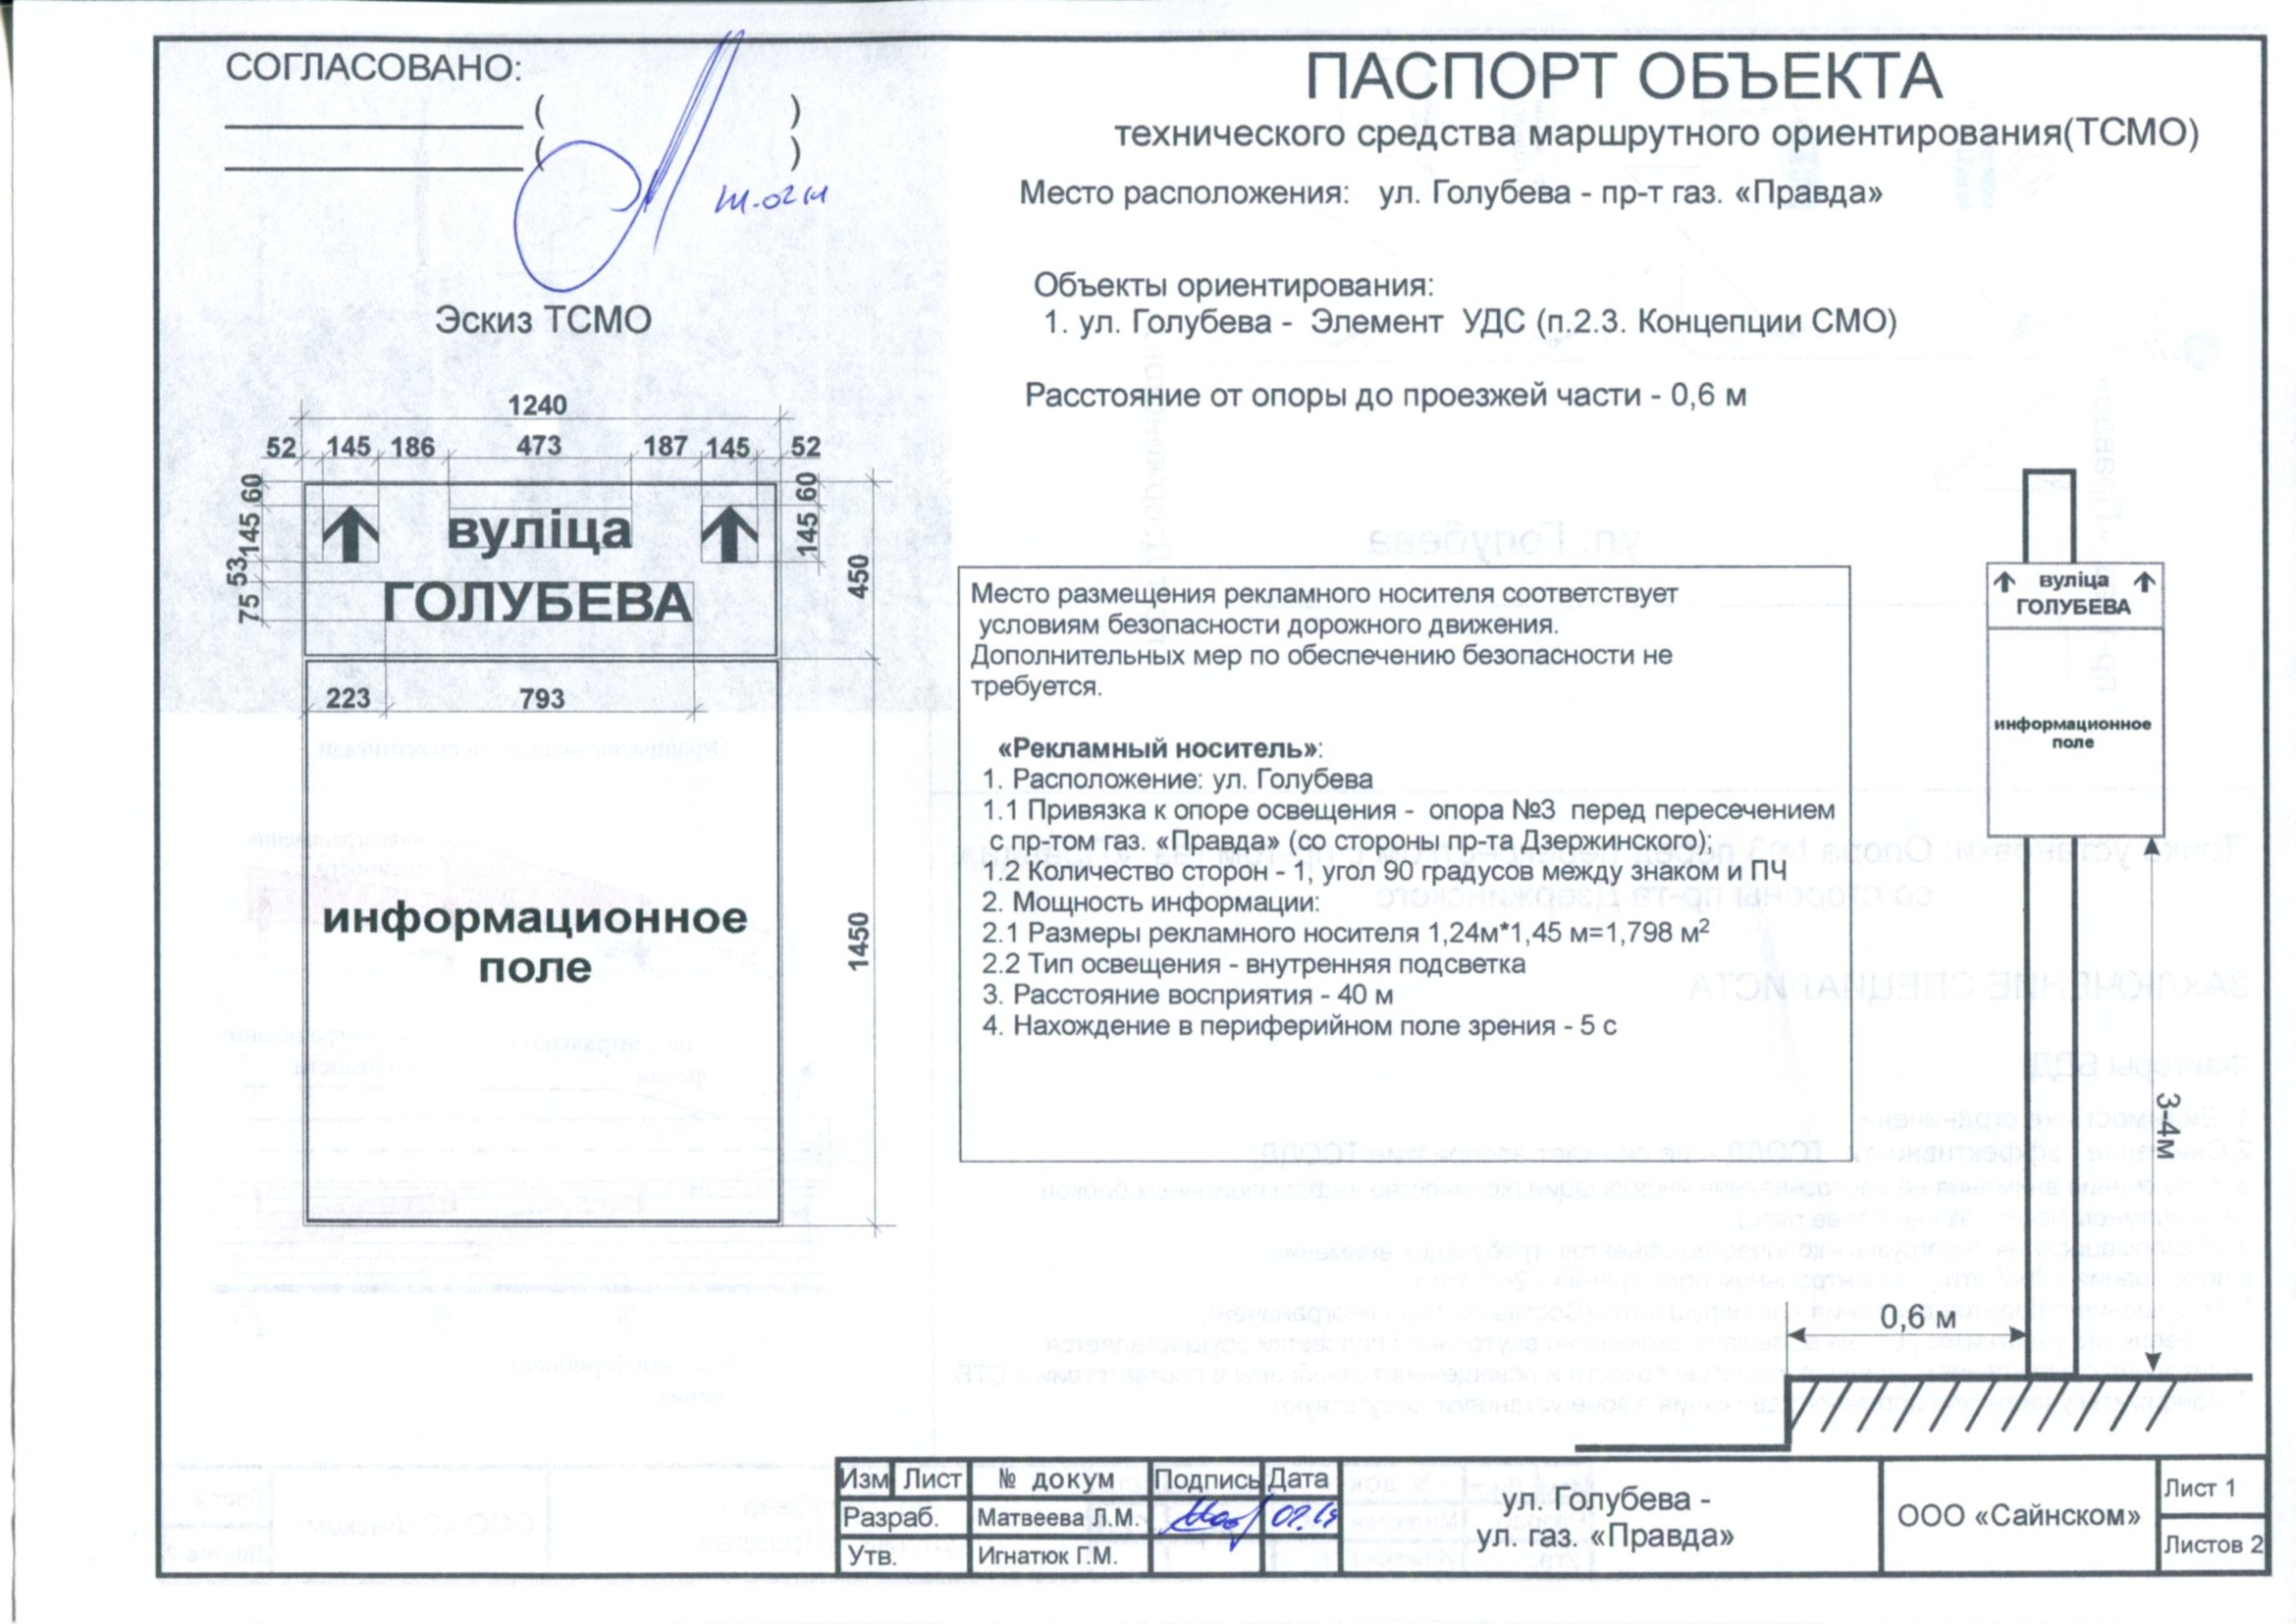 СОГЛАСОВАНО:
( )
( )
Эскиз ТСМО
1240
52 145 186 473 187 145 52
60
145
53
75
60
145
450
вуліца
ГОЛУБЕВА
223 793
информационное
поле
1450
ПАСПОРТ ОБЪЕКТА
технического средства маршрутного ориентирования(ТСМО)
Место расположения: ул. Голубева - пр-т газ. «Правда»
Объекты ориентирования:
1. ул. Голубева - Элемент УДС (п.2.3. Концепции СМО)
Расстояние от опоры до проезжей части - 0,6 м
Место размещения рекламного носителя соответствует
условиям безопасности дорожного движения.
Дополнительных мер по обеспечению безопасности не
требуется.
«Рекламный носитель»:
1. Расположение: ул. Голубева
1.1 Привязка к опоре освещения - опора №3 перед пересечением
с пр-том газ. «Правда» (со стороны пр-та Дзержинского);
1.2 Количество сторон - 1, угол 90 градусов между знаком и ПЧ
2. Мощность информации:
2.1 Размеры рекламного носителя 1,24м*1,45 м=1,798 м²
2.2 Тип освещения - внутренняя подсветка
3. Расстояние восприятия - 40 м
4. Нахождение в периферийном поле зрения - 5 с
вуліца
ГОЛУБЕВА
информационное
поле
3-4м
0,6 м
Изм Лист № докум Подпись Дата
Разраб. Матвеева Л.М.
Утв. Игнатюк Г.М.
ул. Голубева -
ул. газ. «Правда»
ООО «Сайнском»
Лист 1
Листов 2